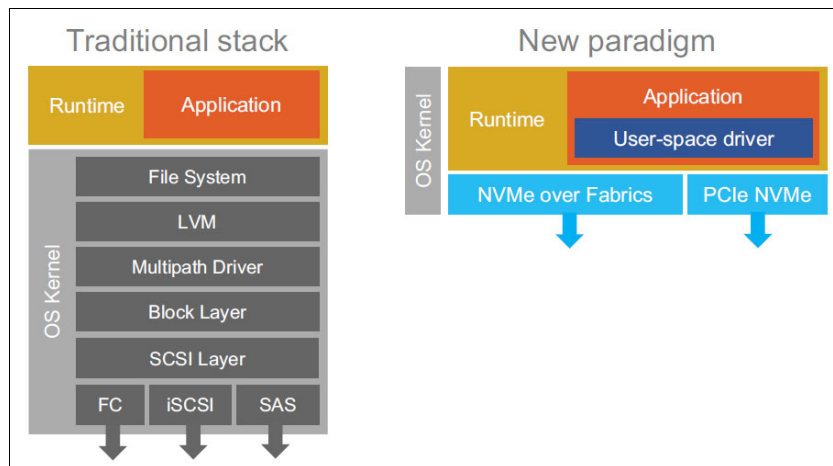 Traditional stack
Runtime
Application
OS Kernel
File System
LVM
Multipath Driver
Block Layer
SCSI Layer
FC
iSCSI
SAS
New paradigm
OS Kernel
Runtime
Application
User-space driver
NVMe over Fabrics
PCIe NVMe